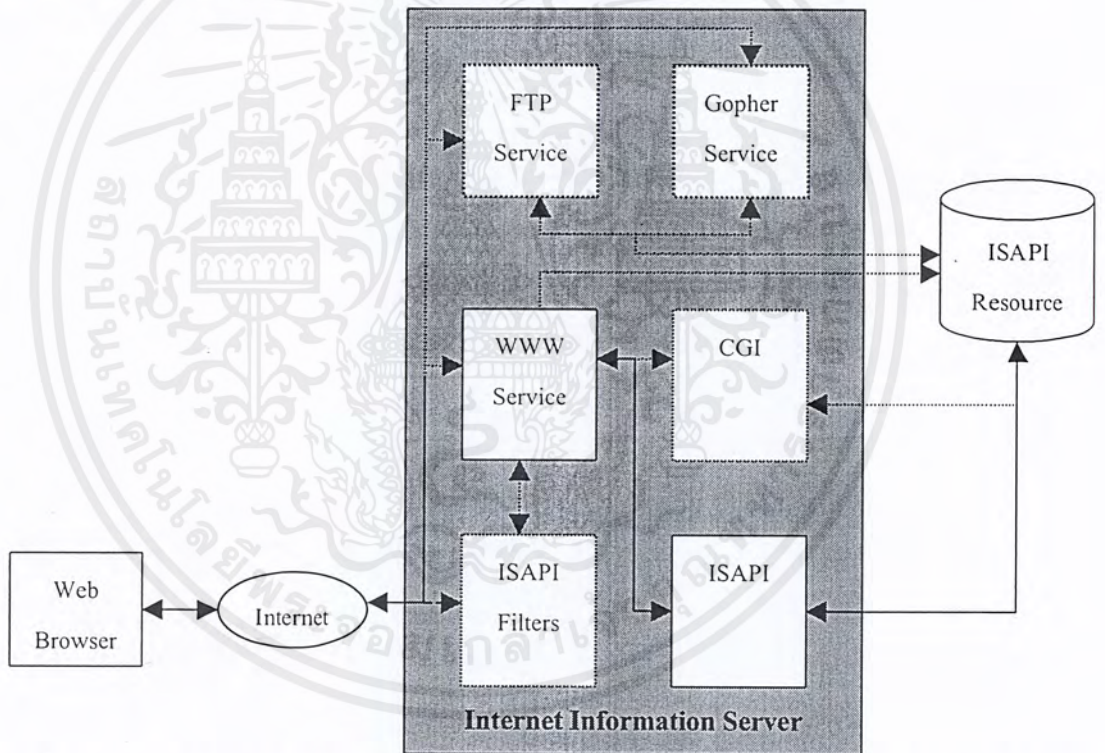 FTP
Service
Gopher
Service
ISAPI
Resource
WWW
Service
CGI
Web
Browser
Internet
ISAPI
Filters
ISAPI
Internet Information Server